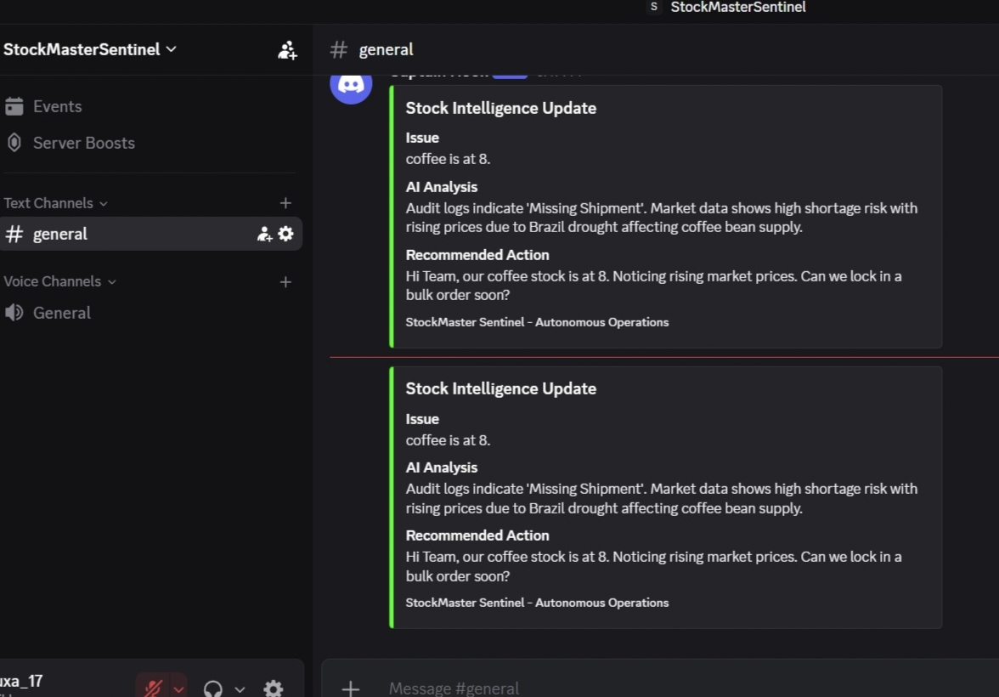 StockMasterSentinel
StockMasterSentinel
Events
Server Boosts
Text Channels
general
Voice Channels
General
uxa_17
# general
Stock Intelligence Update
Issue
coffee is at 8.
AI Analysis
Audit logs indicate 'Missing Shipment'. Market data shows high shortage risk with
rising prices due to Brazil drought affecting coffee bean supply.
Recommended Action
Hi Team, our coffee stock is at 8. Noticing rising market prices. Can we lock in a
bulk order soon?
StockMaster Sentinel - Autonomous Operations
Stock Intelligence Update
Issue
coffee is at 8.
AI Analysis
Audit logs indicate 'Missing Shipment'. Market data shows high shortage risk with
rising prices due to Brazil drought affecting coffee bean supply.
Recommended Action
Hi Team, our coffee stock is at 8. Noticing rising market prices. Can we lock in a
bulk order soon?
StockMaster Sentinel - Autonomous Operations
Message #general